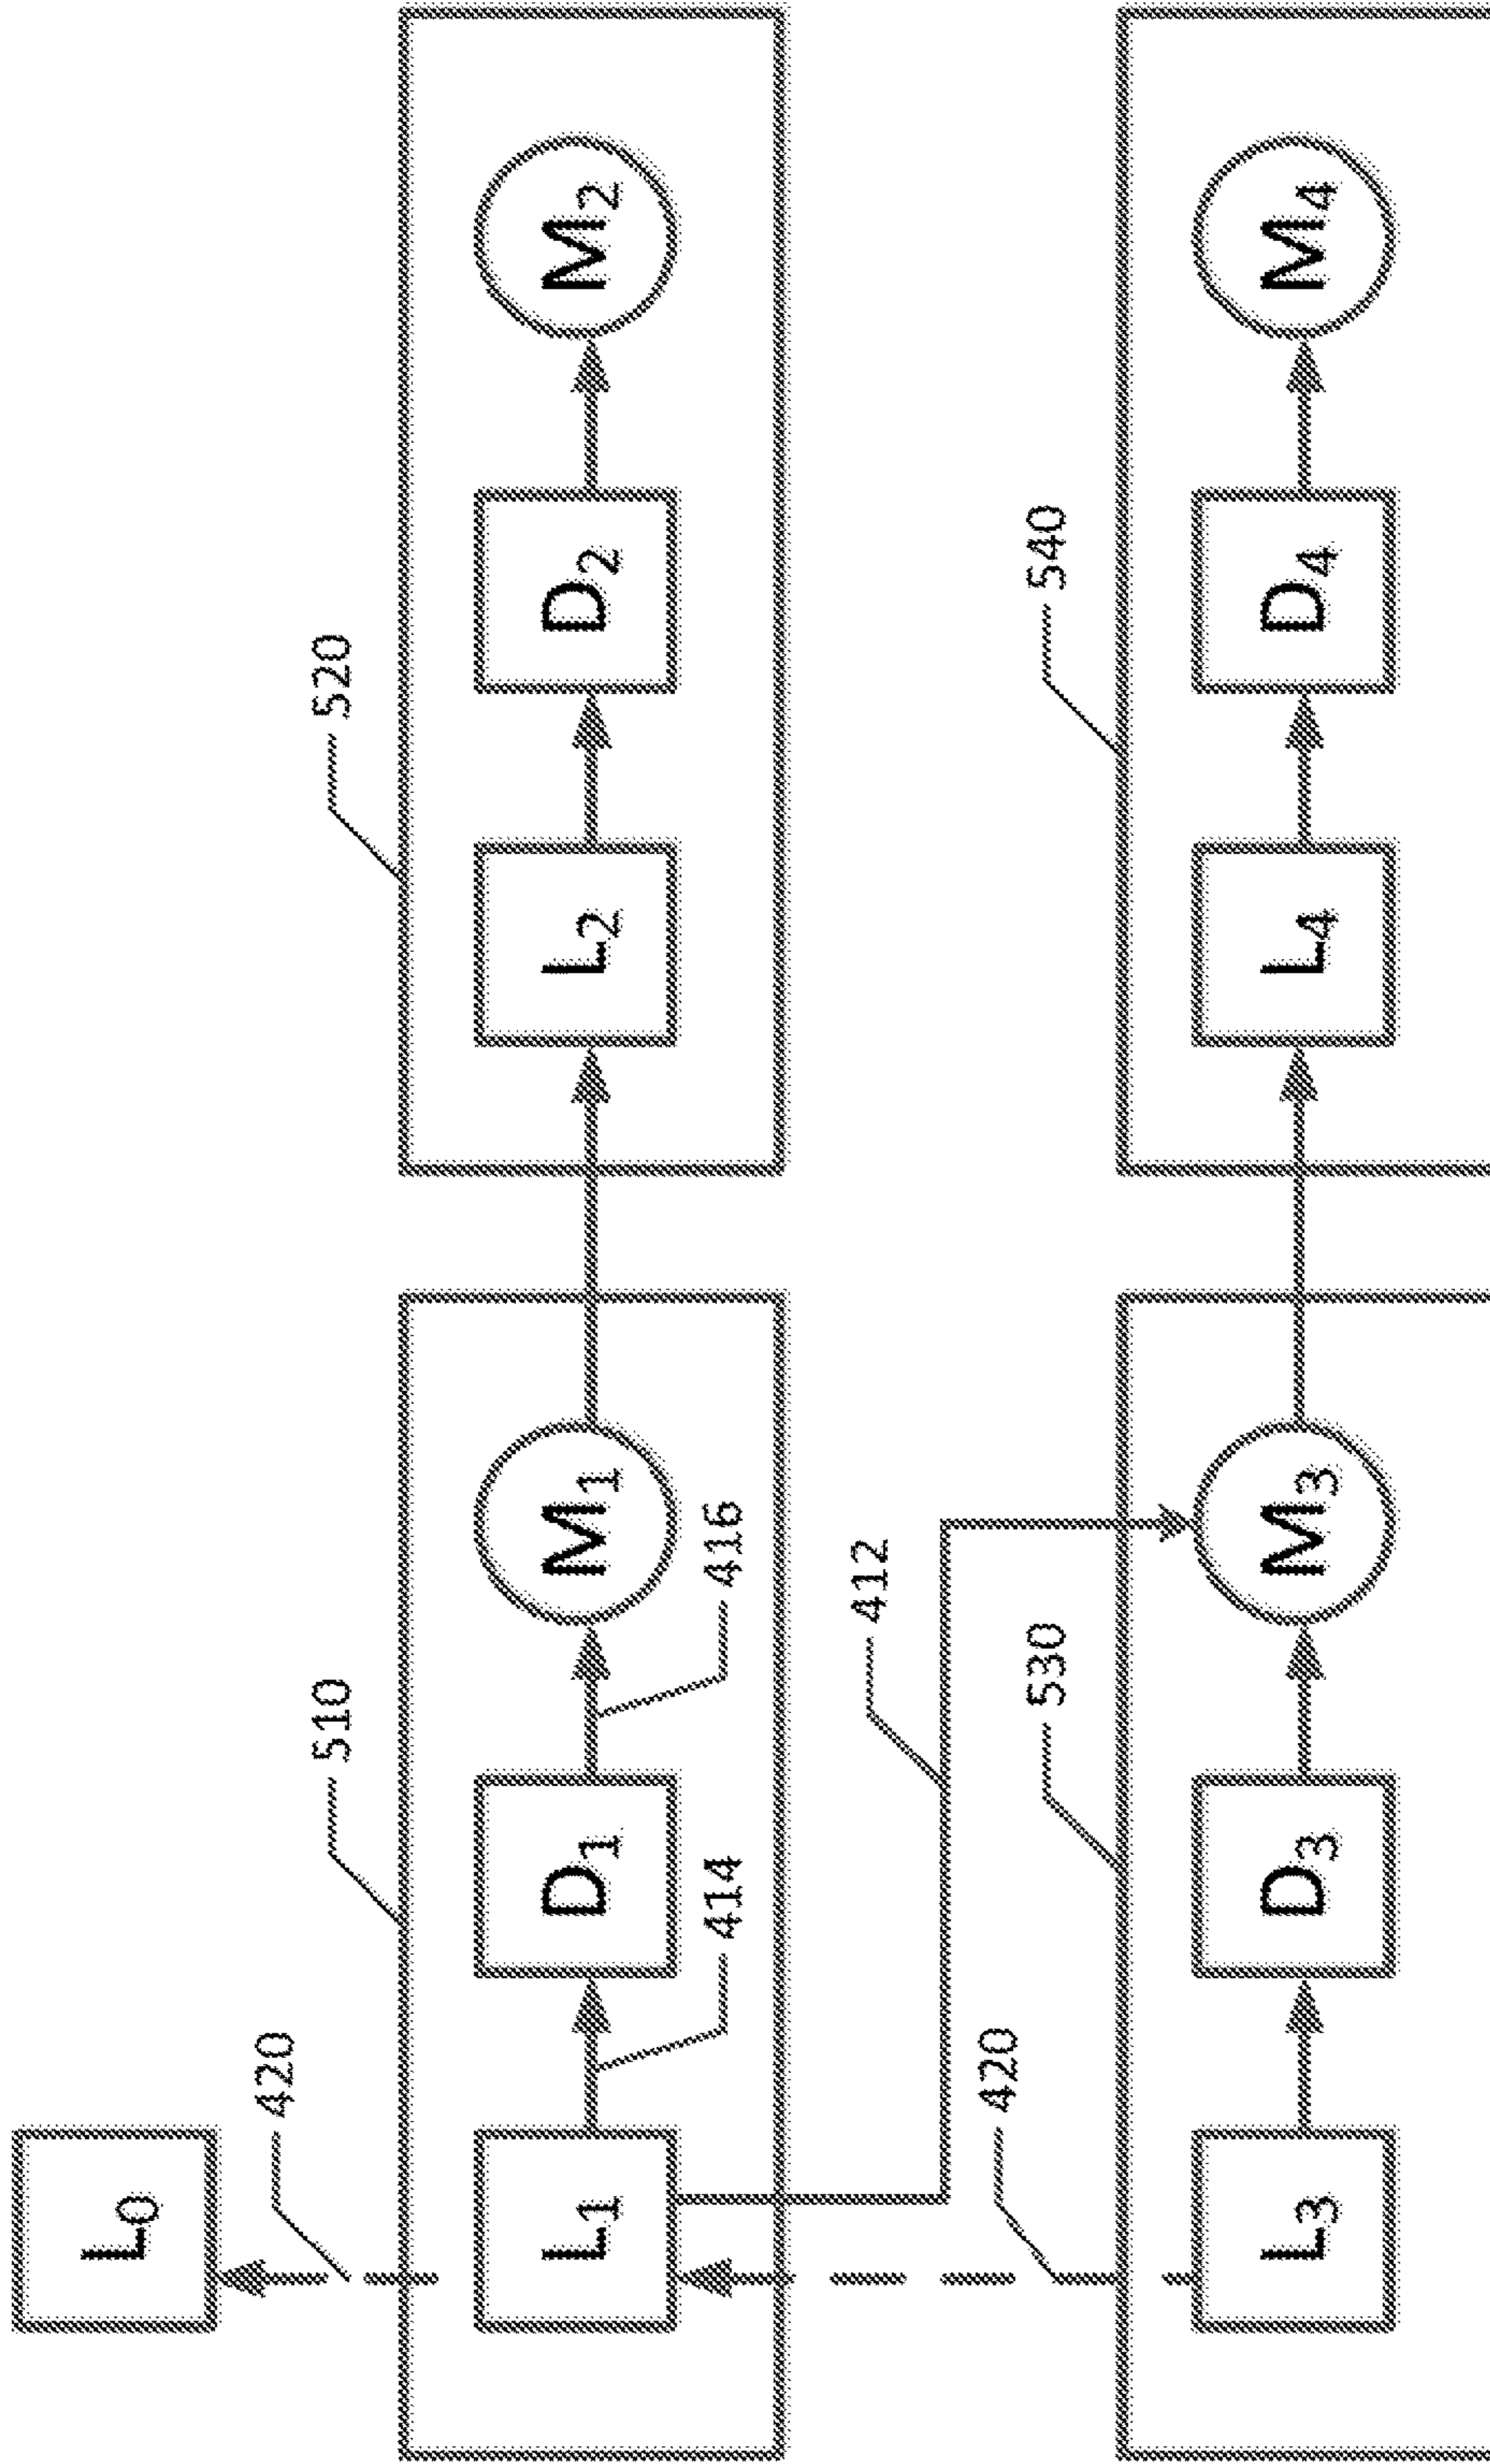 L₀
420
510
520
L₁
D₁
M₁
L₂
D₂
M₂
414
416
412
420
530
540
L₃
D₃
M₃
L₄
D₄
M₄